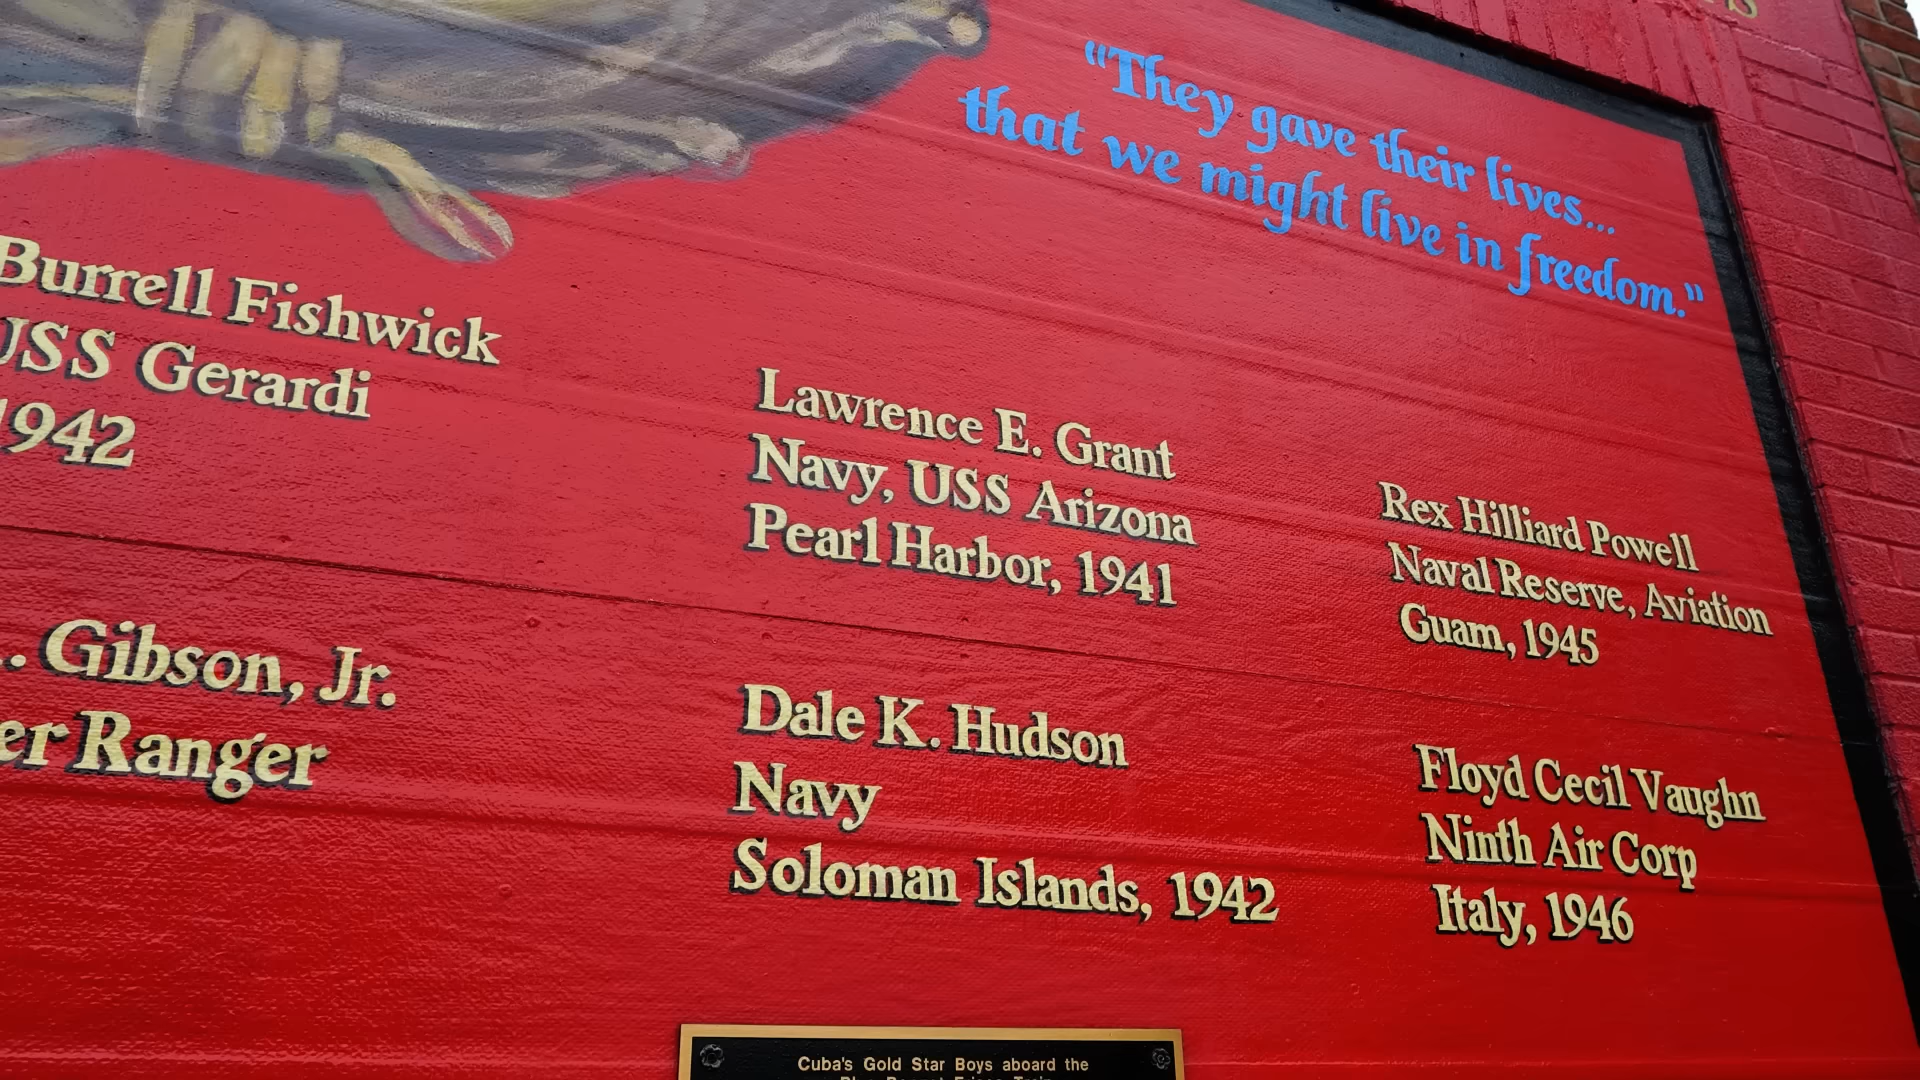 "They gave their lives...
that we might live in freedom."
Burrell Fishwick
USS Gerardi
1942
Lawrence E. Grant
Navy, USS Arizona
Pearl Harbor, 1941
Rex Hilliard Powell
Naval Reserve, Aviation
Guam, 1945
. Gibson, Jr.
er Ranger
Dale K. Hudson
Navy
Soloman Islands, 1942
Floyd Cecil Vaughn
Ninth Air Corp
Italy, 1946
Cuba's Gold Star Boys aboard the